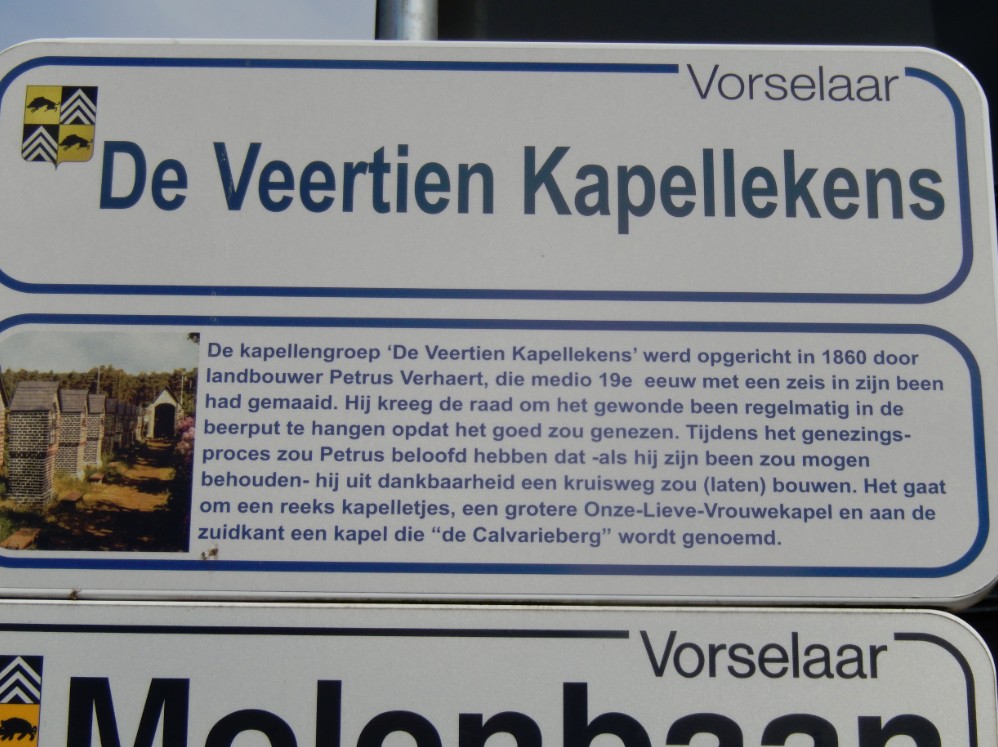 Vorselaar
De Veertien Kapellekens
De kapellengroep ‘De Veertien Kapellekens’ werd opgericht in 1860 door
landbouwer Petrus Verhaert, die medio 19e eeuw met een zeis in zijn been
had gemaaid. Hij kreeg de raad om het gewonde been regelmatig in de
beerput te hangen opdat het goed zou genezen. Tijdens het genezings-
proces zou Petrus beloofd hebben dat -als hij zijn been zou mogen
behouden- hij uit dankbaarheid een kruisweg zou (laten) bouwen. Het gaat
om een reeks kapelletjes, een grotere Onze-Lieve-Vrouwekapel en aan de
zuidkant een kapel die “de Calvarieberg” wordt genoemd.
Vorselaar
Molenbaan